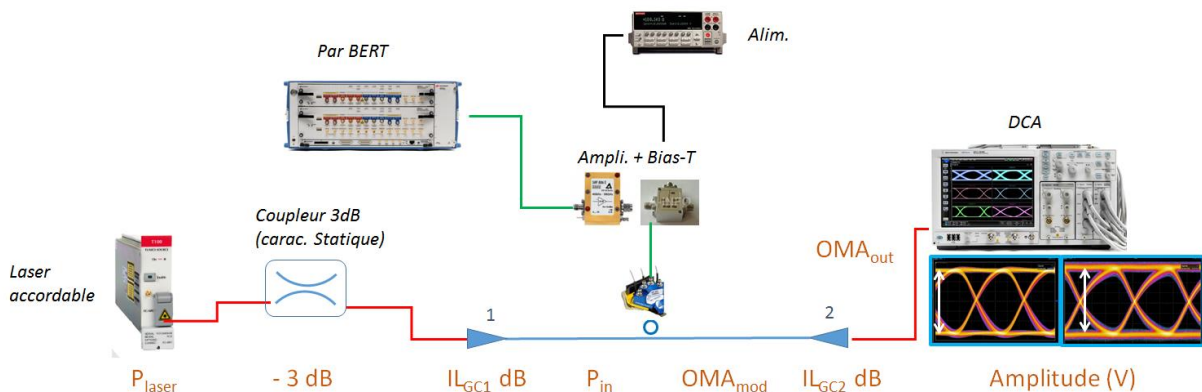 Alim.
Par BERT
DCA
Ampli. + Bias-T
Coupleur 3dB
(carac. Statique)
OMAout
Laser
accordable
T100
1
2
Plaser
- 3 dB
ILGC1 dB
Pin
OMAmod
ILGC2 dB
Amplitude (V)